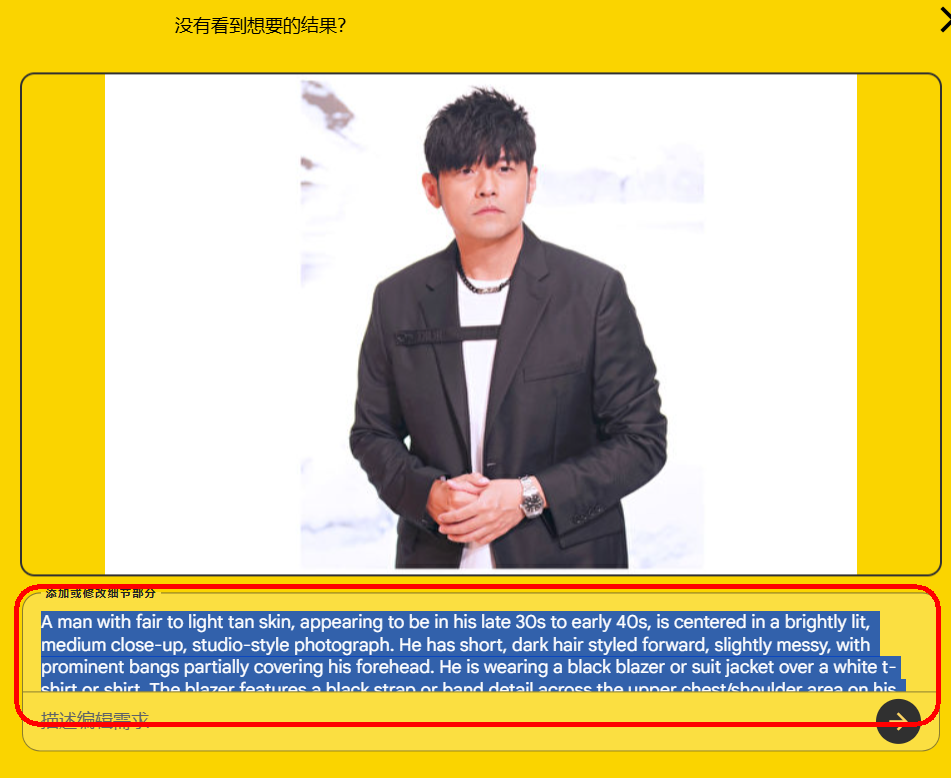 没有看到想要的结果?
添加或修改细节部分
A man with fair to light tan skin, appearing to be in his late 30s to early 40s, is centered in a brightly lit,
medium close-up, studio-style photograph. He has short, dark hair styled forward, slightly messy, with
prominent bangs partially covering his forehead. He is wearing a black blazer or suit jacket over a white t-
shirt or shirt. The blazer features a black strap or band detail across the upper chest/shoulder area on his
描述编辑需求